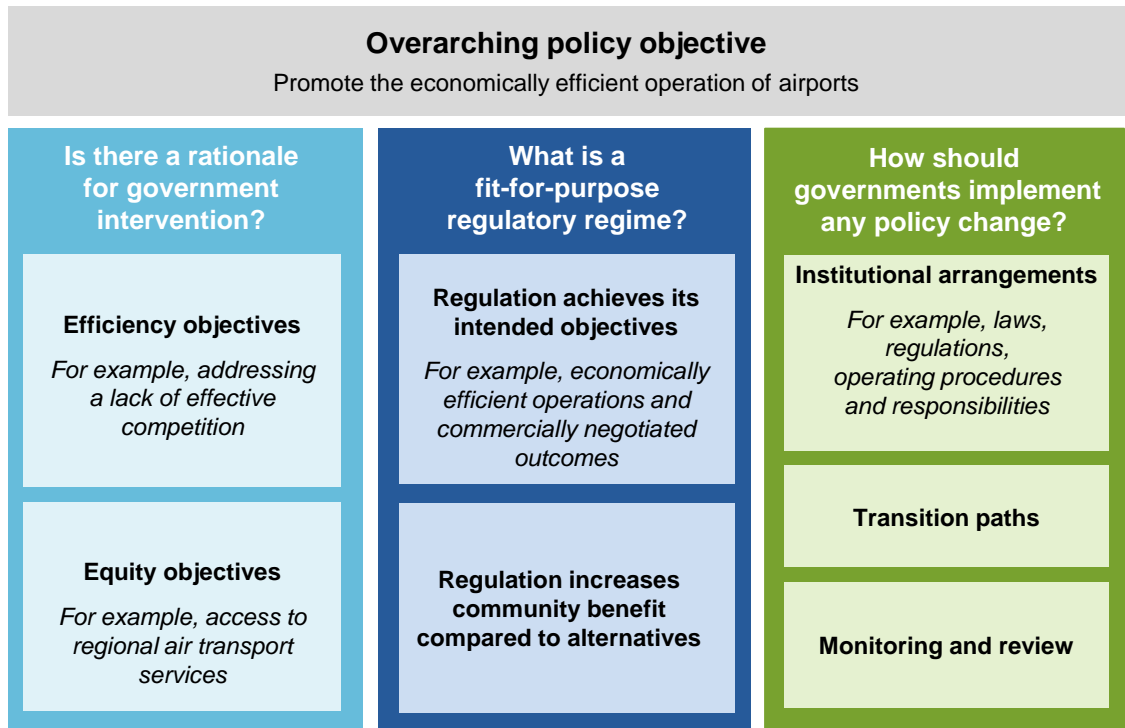 Overarching policy objective
Promote the economically efficient operation of airports
Is there a rationale
for government
intervention?
Efficiency objectives
For example, addressing
a lack of effective
competition
Equity objectives
For example, access to
regional air transport
services
What is a
fit-for-purpose
regulatory regime?
Regulation achieves its
intended objectives
For example, economically
efficient operations and
commercially negotiated
outcomes
Regulation increases
community benefit
compared to alternatives
How should
governments implement
any policy change?
Institutional arrangements
For example, laws,
regulations,
operating procedures
and responsibilities
Transition paths
Monitoring and review